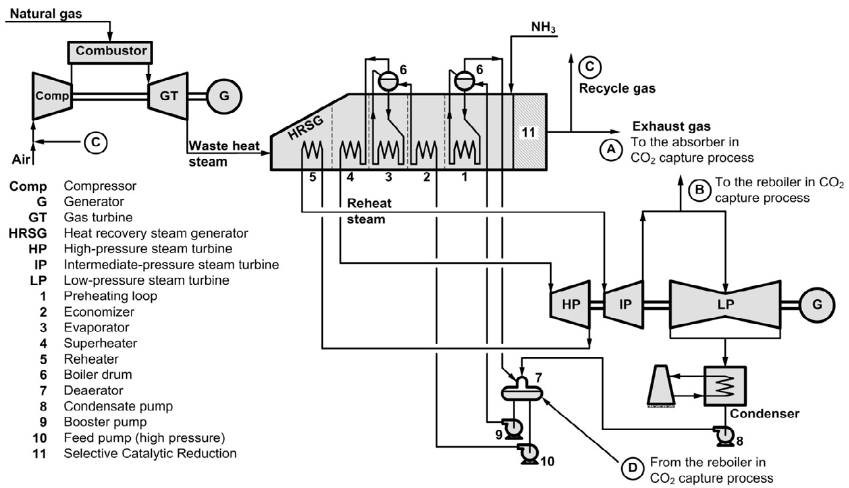 Natural gas
Combustor
Comp
GT
G
Air
C
Waste heat
steam
HRSG
6
6
NH3
C
Recycle gas
11
Exhaust gas
A
To the absorber in
CO2 capture process
5
4
3
2
1
B
To the reboiler in CO2
capture process
Reheat
steam
HP
IP
LP
G
7
Condenser
8
9
10
D
From the reboiler in
CO2 capture process
Comp Compressor
G Generator
GT Gas turbine
HRSG Heat recovery steam generator
HP High-pressure steam turbine
IP Intermediate-pressure steam turbine
LP Low-pressure steam turbine
1 Preheating loop
2 Economizer
3 Evaporator
4 Superheater
5 Reheater
6 Boiler drum
7 Deaerator
8 Condensate pump
9 Booster pump
10 Feed pump (high pressure)
11 Selective Catalytic Reduction